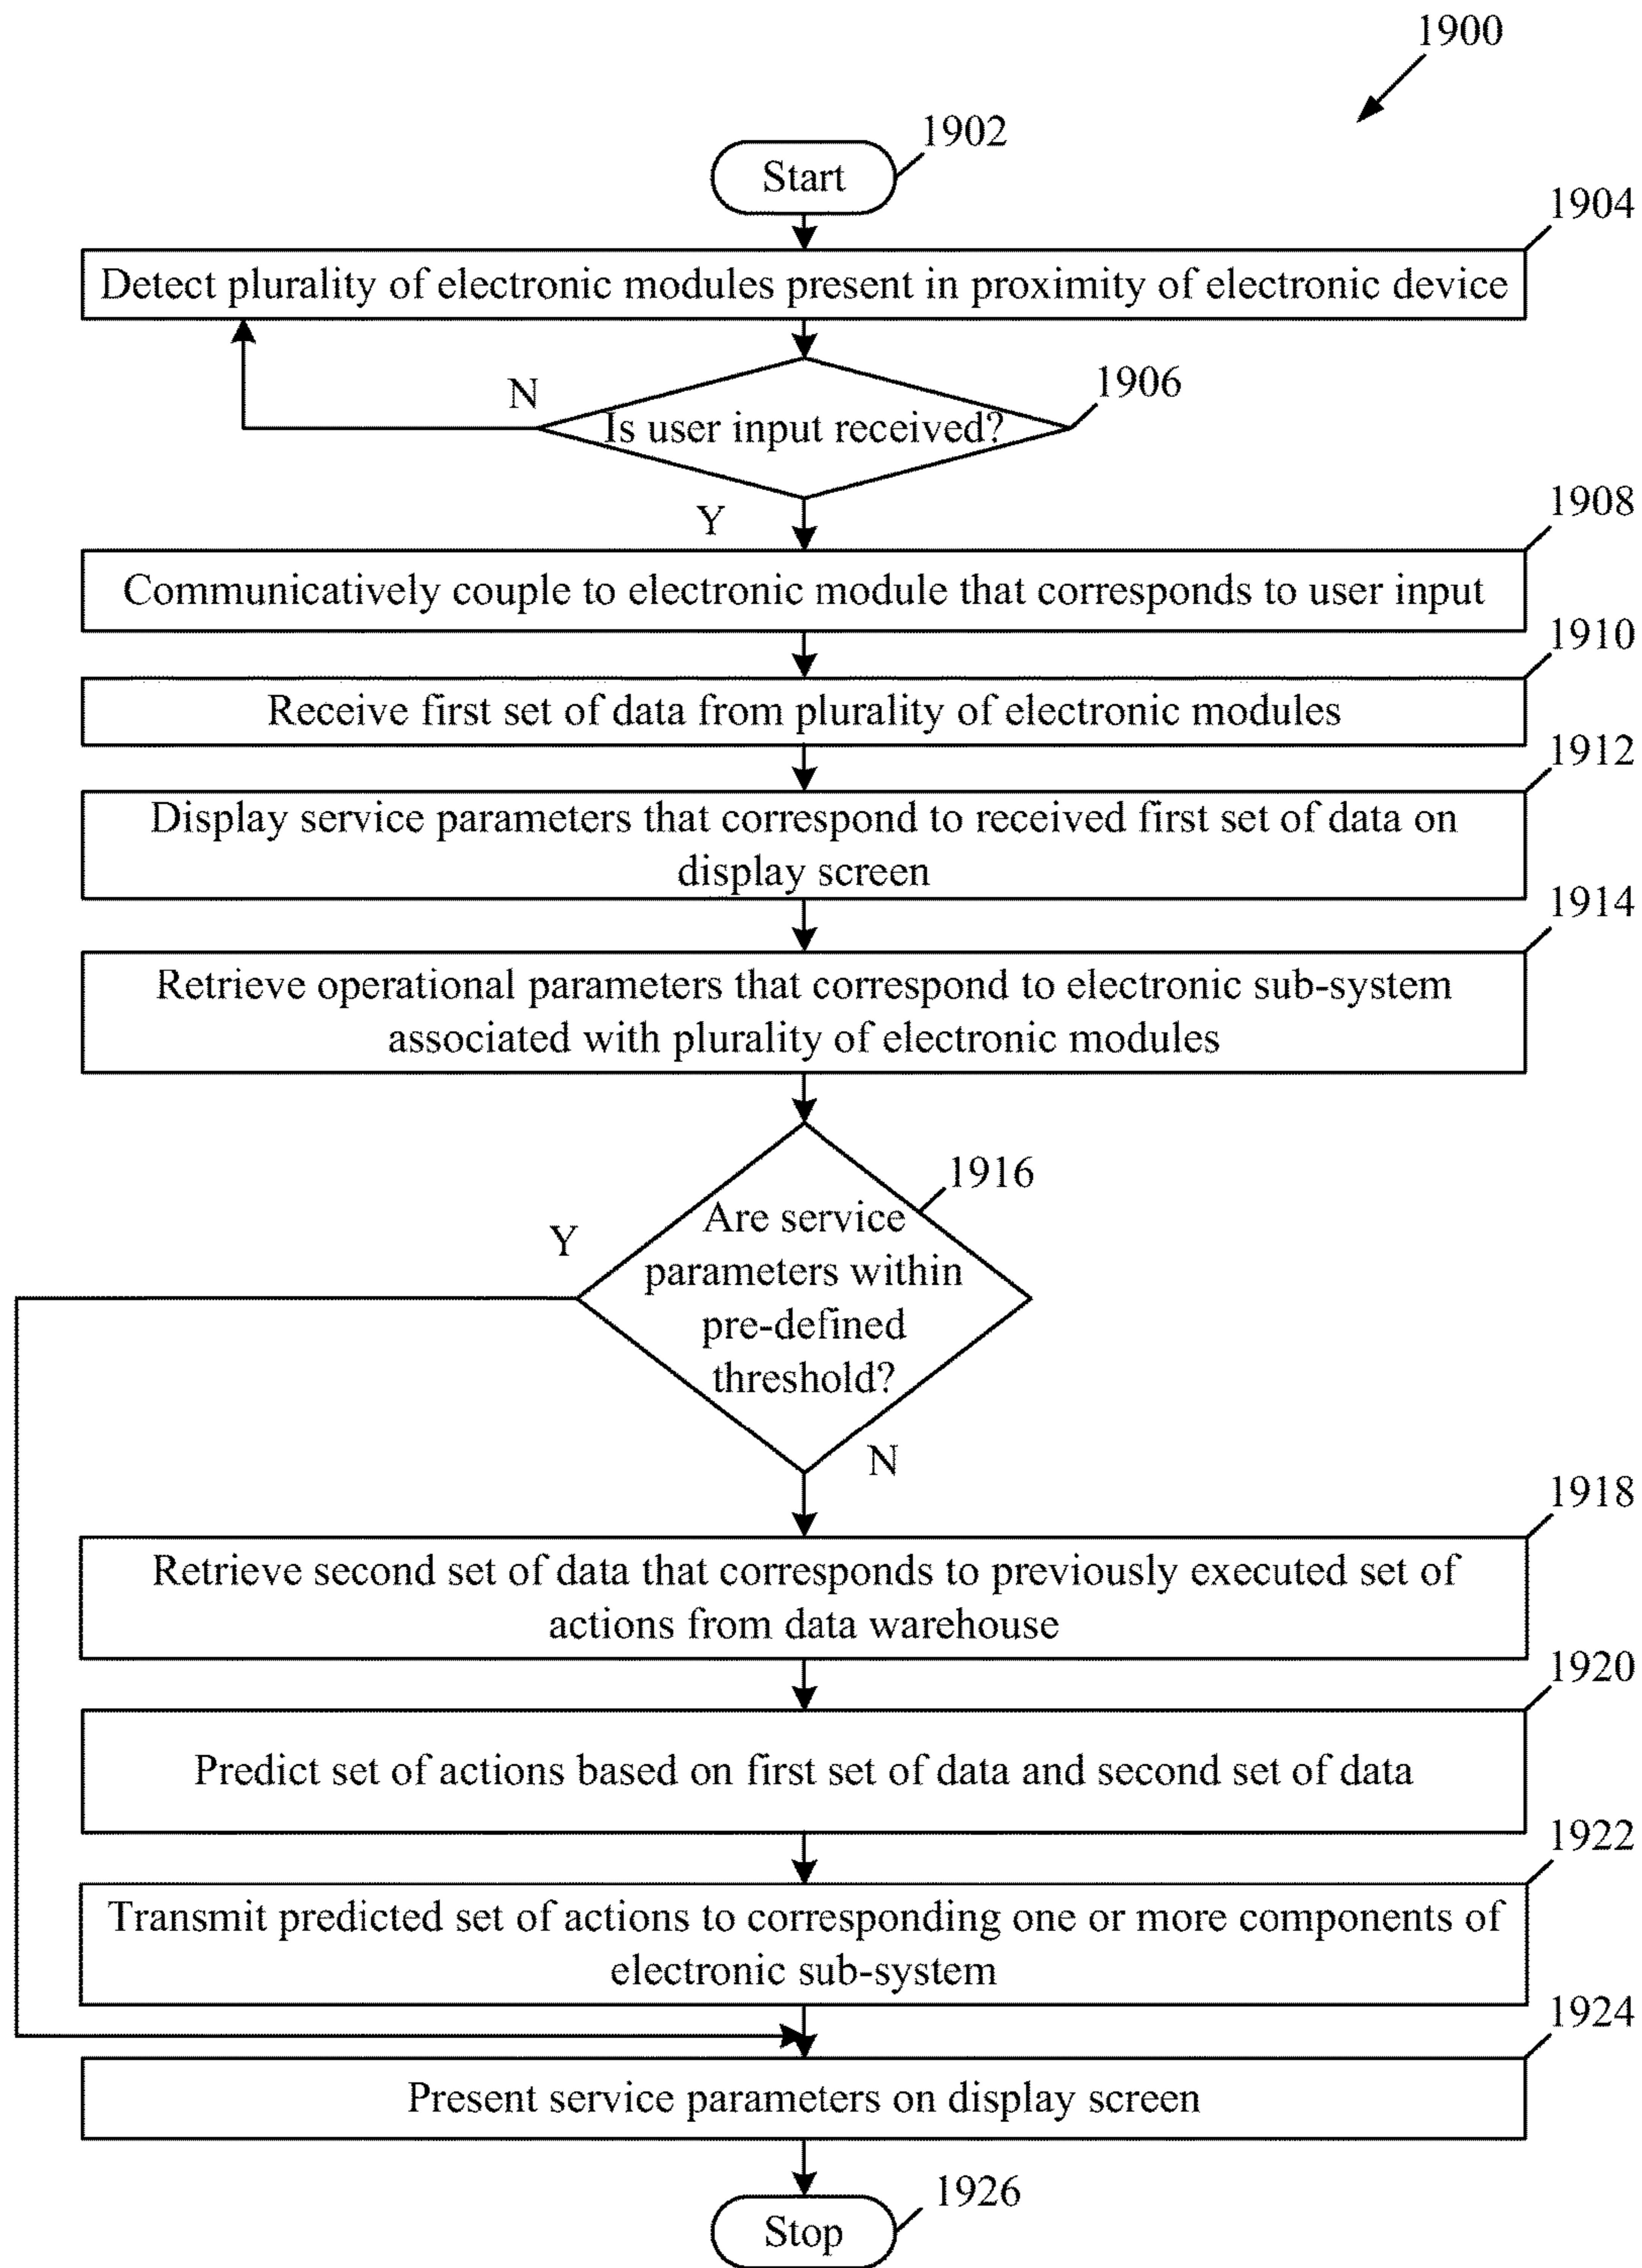 1900
1902
Start
1904
Detect plurality of electronic modules present in proximity of electronic device
N
1906
Is user input received?
Y
1908
Communicatively couple to electronic module that corresponds to user input
1910
Receive first set of data from plurality of electronic modules
1912
Display service parameters that correspond to received first set of data on
display screen
1914
Retrieve operational parameters that correspond to electronic sub-system
associated with plurality of electronic modules
1916
Y
Are service
parameters within
pre-defined
threshold?
N
1918
Retrieve second set of data that corresponds to previously executed set of
actions from data warehouse
1920
Predict set of actions based on first set of data and second set of data
1922
Transmit predicted set of actions to corresponding one or more components of
electronic sub-system
1924
Present service parameters on display screen
1926
Stop